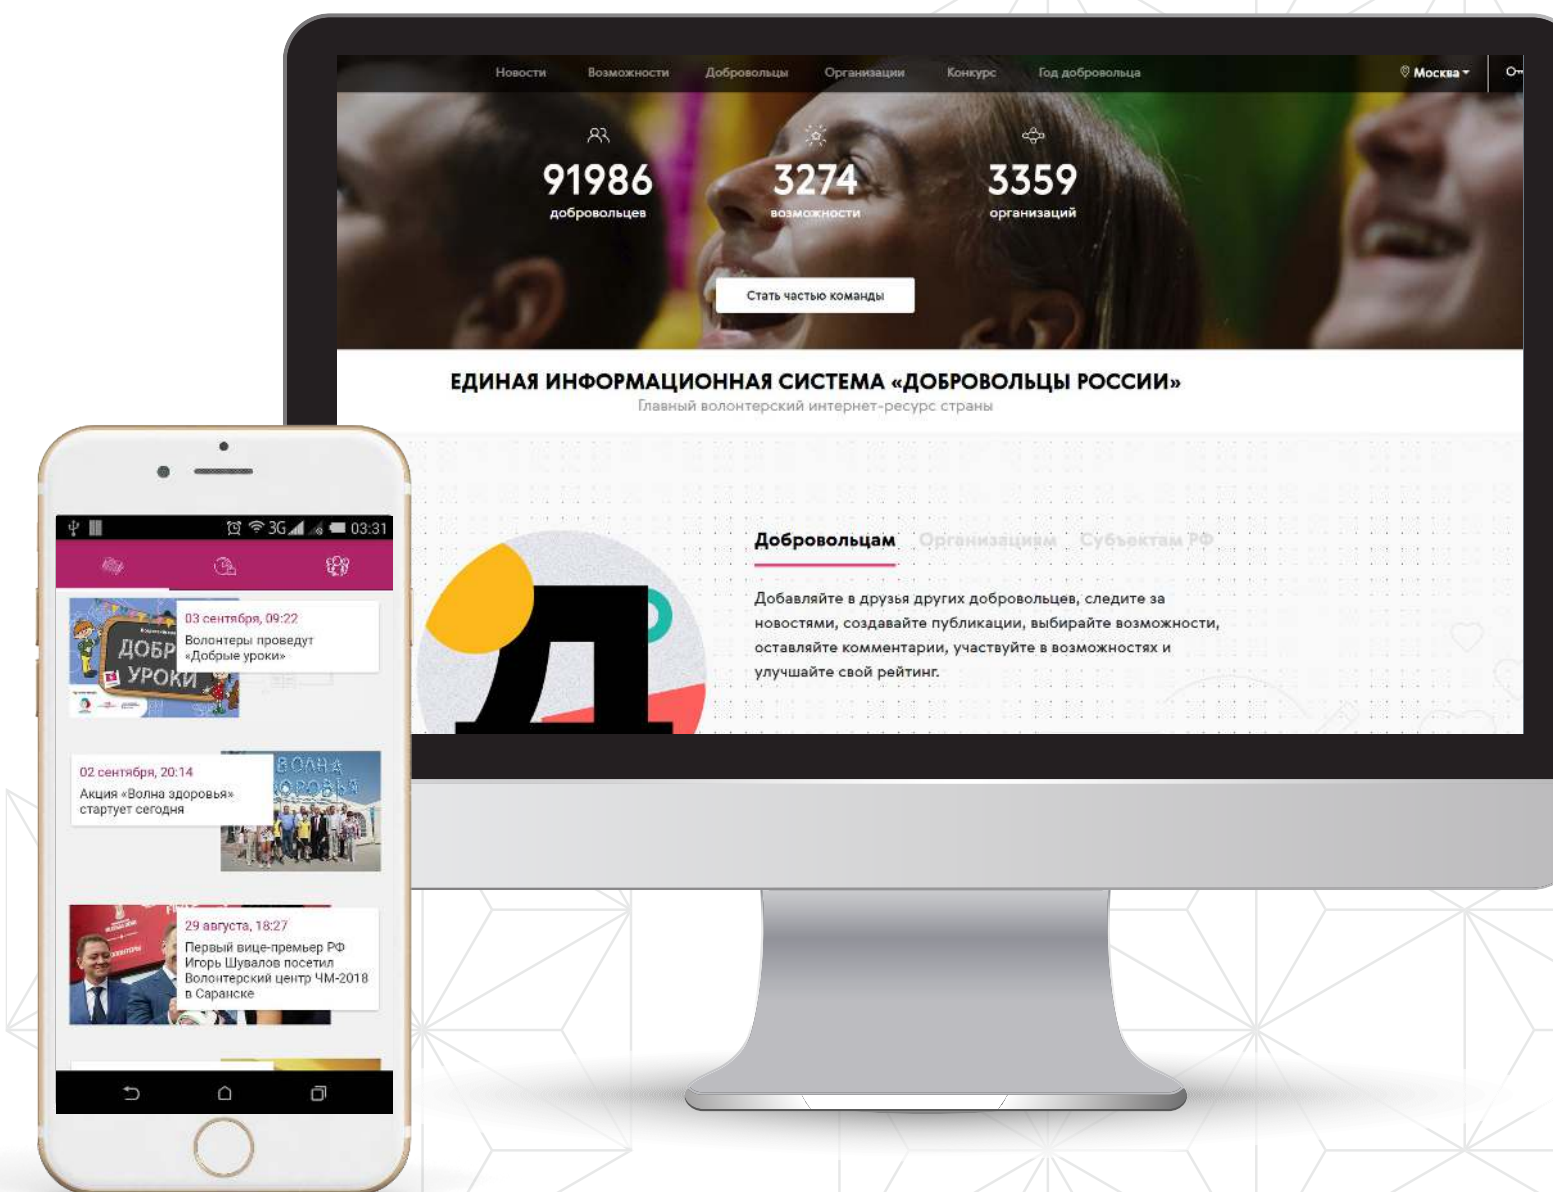 Новости Возможности Добровольцы Организации Конкурс Год добровольца Москва
91986 3274 3359
добровольцев возможности организаций
Стать частью команды
ЕДИНАЯ ИНФОРМАЦИОННАЯ СИСТЕМА «ДОБРОВОЛЬЦЫ РОССИИ»
Главный волонтерский интернет-ресурс страны
Добровольцам Организациям Субъектам РФ
Добавляйте в друзья других добровольцев, следите за
новостями, создавайте публикации, выбирайте возможности,
оставляйте комментарии, участвуйте в возможностях и
улучшайте свой рейтинг.
Д
3G 03:31
ДОБР
УРОКИ
03 сентября, 09:22
Волонтеры проведут
«Добрые уроки»
02 сентября, 20:14
Акция «Волна здоровья»
стартует сегодня
ВОЛНА
ОРОВЬЯ
29 августа, 18:27
Первый вице-премьер РФ
Игорь Шувалов посетил
Волонтерский центр ЧМ-2018
в Саранске